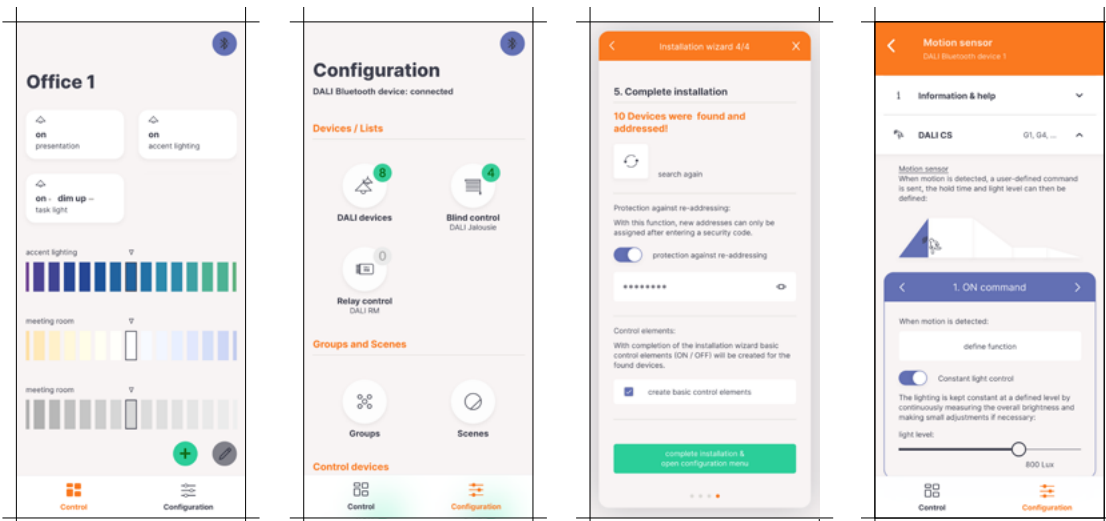 Office 1
on
presentation
on
accent lighting
on - dim up -
task light
accent lighting
meeting room
meeting room
Control
Configuration
Configuration
DALI Bluetooth device: connected
Devices / Lists
8
4
DALI devices
Blind control
DALI Jalousie
0
Relay control
DALI RM
Groups and Scenes
Groups
Scenes
Control devices
Control
Configuration
Installation wizard 4/4
X
5. Complete installation
10 Devices were found and
addressed!
search again
Protection against re-addressing:
With this function, new addresses can only be
assigned after entering a security code.
protection against re-addressing
********
Control elements:
With completion of the installation wizard basic
control elements (ON / OFF) will be created for the
found devices.
create basic control elements
complete installation &
open configuration menu
Motion sensor
DALI Bluetooth device 1
1 Information & help
DALI CS G1, G4, ...
Motion sensor
When motion is detected, a user-defined command
is sent, the hold time and light level can then be
defined:
1. ON command
When motion is detected:
define function
Constant light control
The lighting is kept constant at a defined level by
continuously measuring the overall brightness and
making small adjustments if necessary:
light level:
800 Lux
Control
Configuration